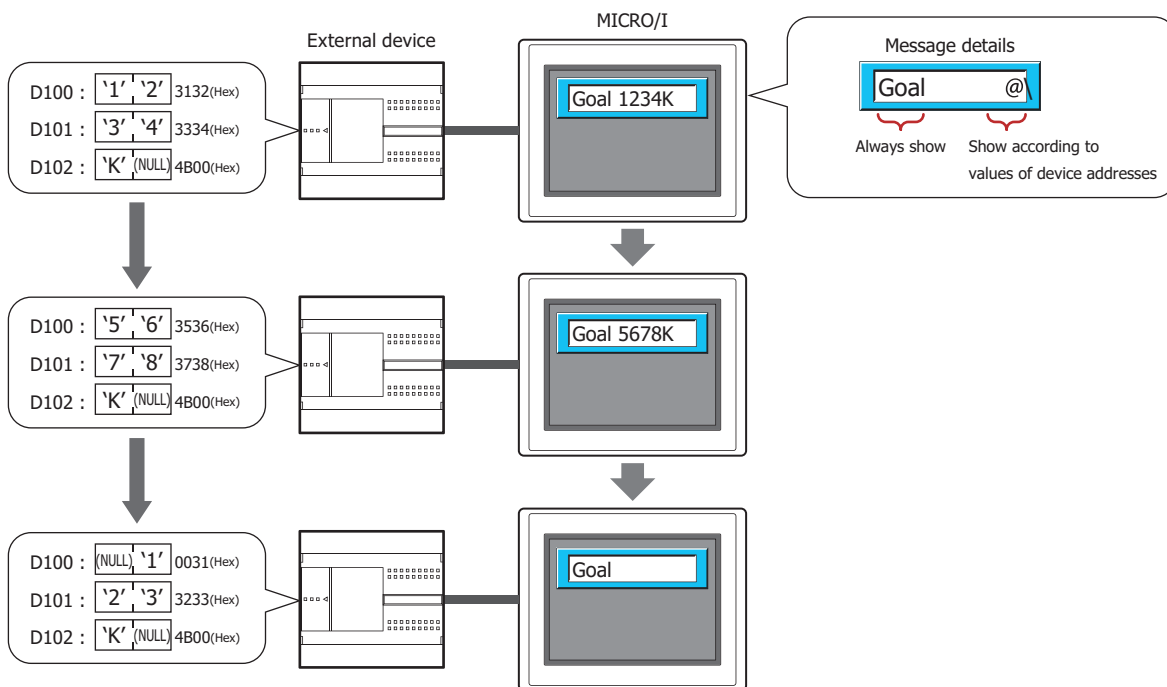 MICRO/I
External device
Message details
D100 : ‘1’ ‘2’ 3132(Hex)
D101 : ‘3’ ‘4’ 3334(Hex)
D102 : ‘K’ (NULL) 4B00(Hex)
Goal 1234K
Goal @\
Always show
Show according to
values of device addresses
D100 : ‘5’ ‘6’ 3536(Hex)
D101 : ‘7’ ‘8’ 3738(Hex)
D102 : ‘K’ (NULL) 4B00(Hex)
Goal 5678K
D100 : (NULL) ‘1’ 0031(Hex)
D101 : ‘2’ ‘3’ 3233(Hex)
D102 : ‘K’ (NULL) 4B00(Hex)
Goal